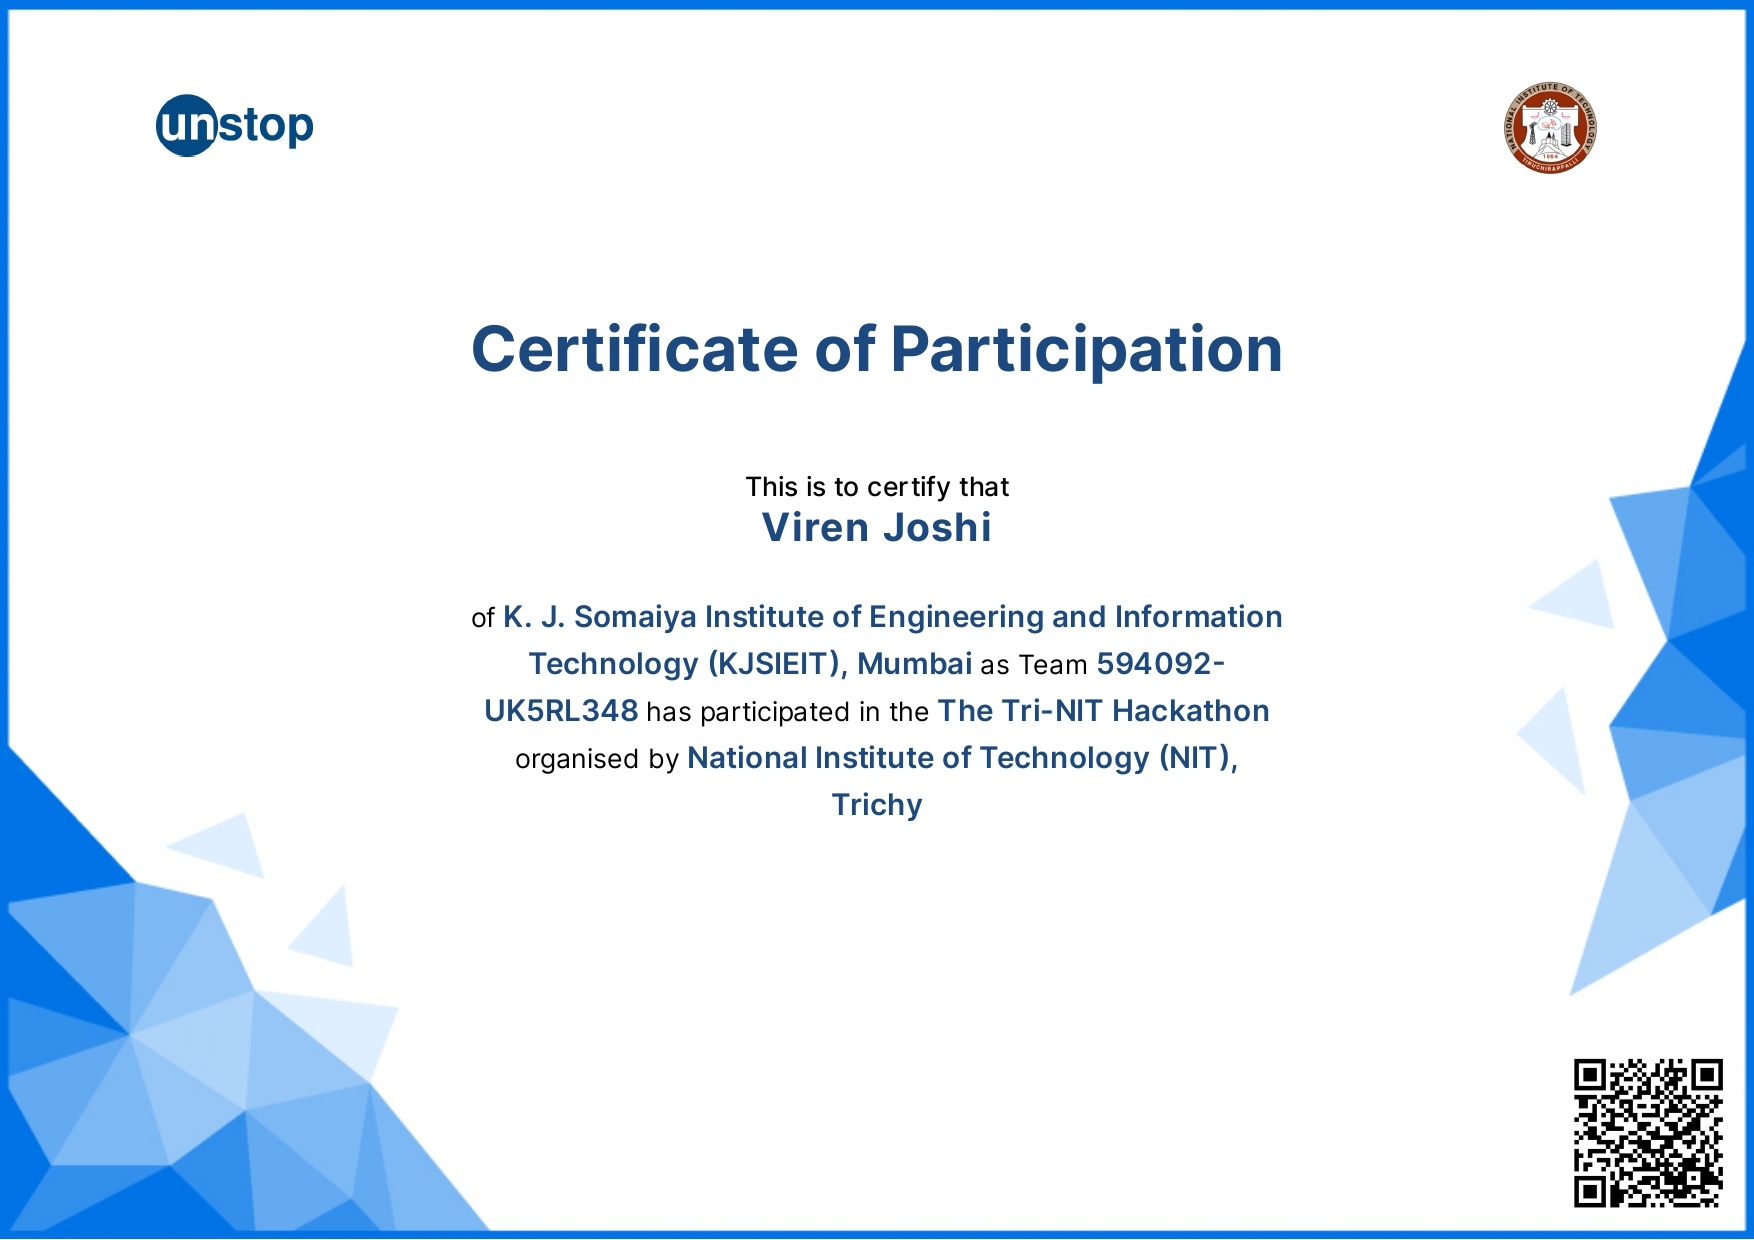 unstop
NATIONAL INSTITUTE OF TECHNOLOGY
1964
TIRUCHIRAPPALLI
Certificate of Participation
This is to certify that
Viren Joshi
of K. J. Somaiya Institute of Engineering and Information
Technology (KJSIEIT), Mumbai as Team 594092-
UK5RL348 has participated in the The Tri-NIT Hackathon
organised by National Institute of Technology (NIT),
Trichy